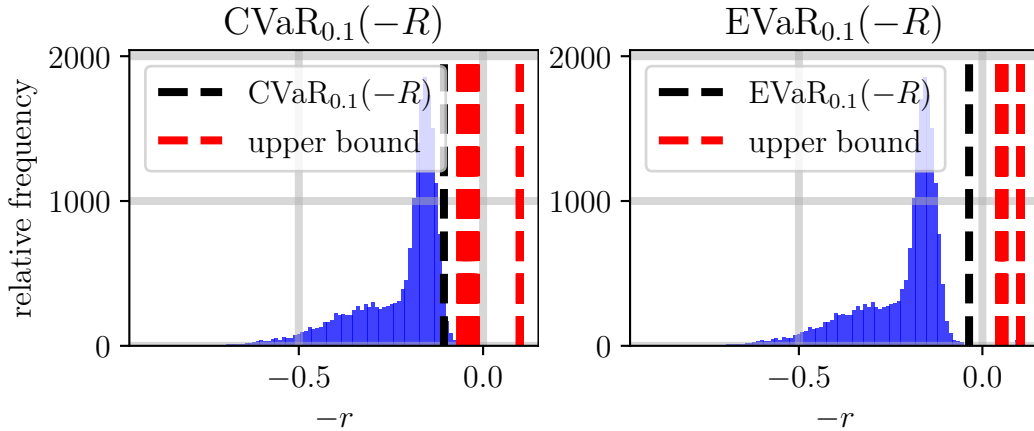 CVaR₀.₁(−R)
2000
1000
0
relative frequency
CVaR₀.₁(−R)
upper bound
−0.5
0.0
−r
EVaR₀.₁(−R)
2000
1000
0
EVaR₀.₁(−R)
upper bound
−0.5
0.0
−r